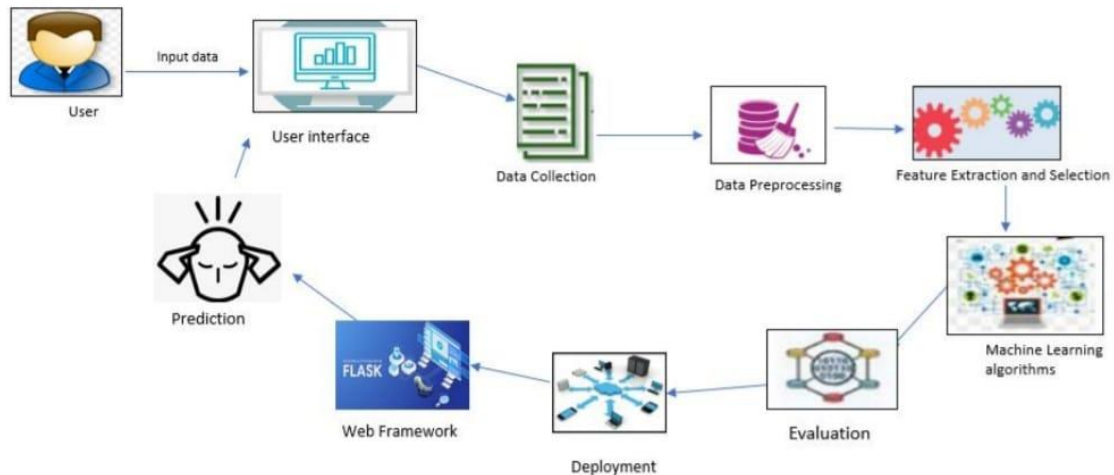 Input data
User
User interface
Data Collection
Data Preprocessing
Feature Extraction and Selection
Machine Learning
algorithms
Evaluation
Deployment
FLASK
Web Framework
Prediction